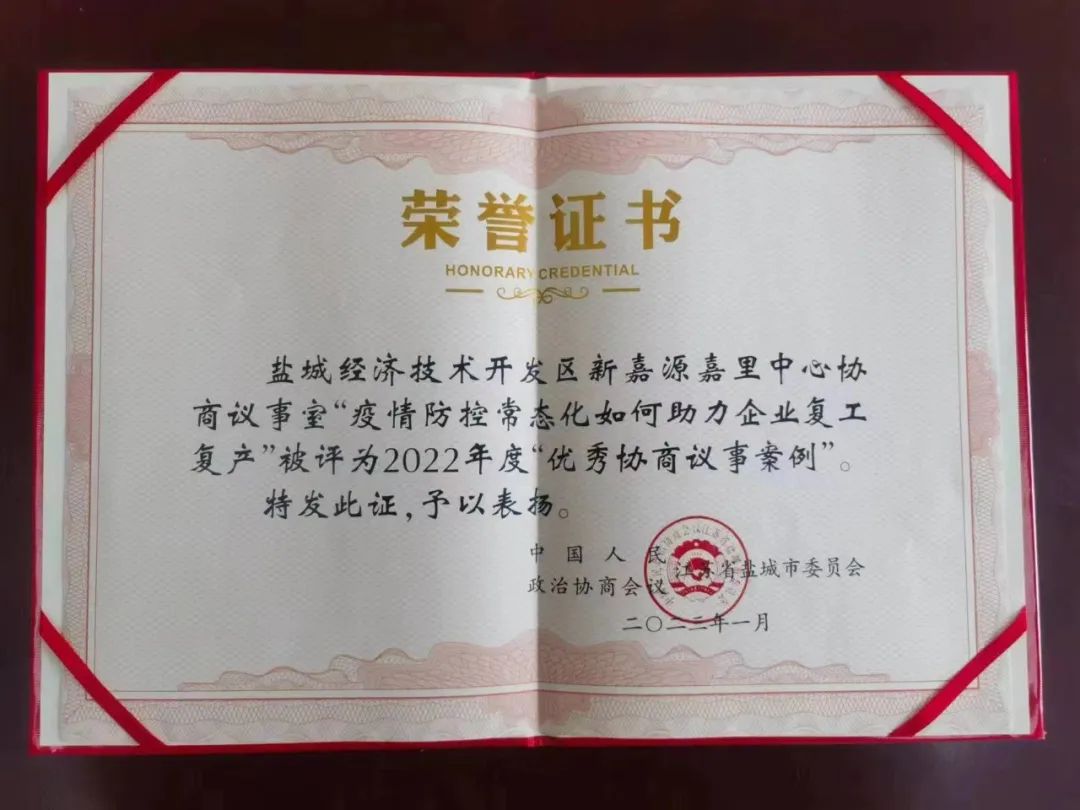 荣誉证书
HONORARY CREDENTIAL
盐城经济技术开发区新嘉源嘉里中心协
商议事室“疫情防控常态化如何助力企业复工
复产”被评为2022年度“优秀协商议事案例”。
特发此证,予以表扬。
中国人民
政治协商会议 江苏省盐城市委员会
二〇二三年一月